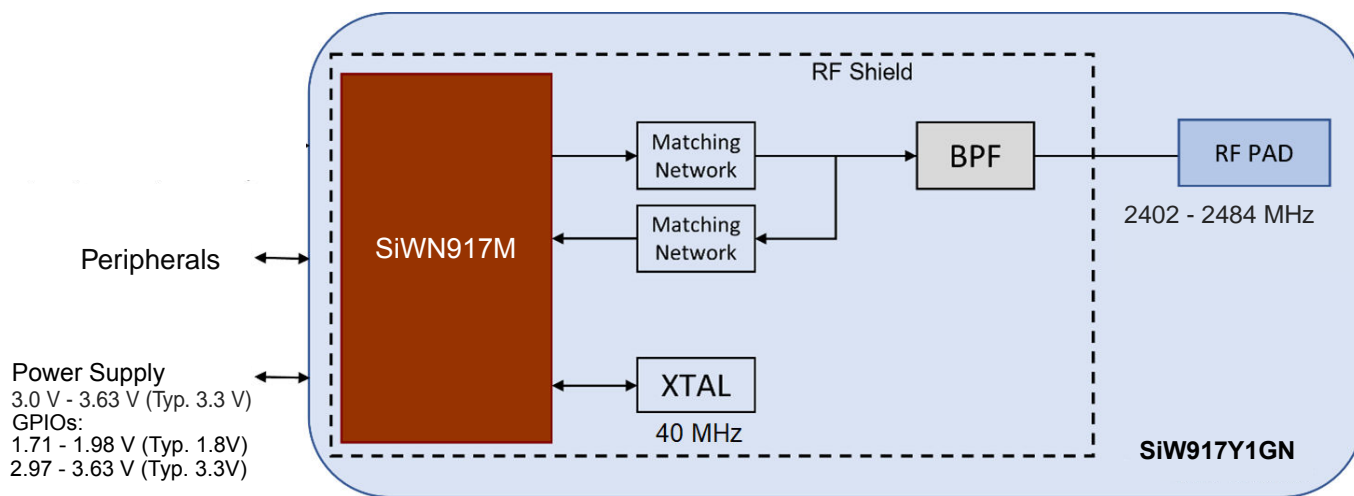 RF Shield
Matching
Network
BPF
RF PAD
2402 - 2484 MHz
Matching
Network
SiWN917M
Peripherals
Power Supply
3.0 V - 3.63 V (Typ. 3.3 V)
GPIOs:
1.71 - 1.98 V (Typ. 1.8V)
2.97 - 3.63 V (Typ. 3.3V)
XTAL
40 MHz
SiW917Y1GN